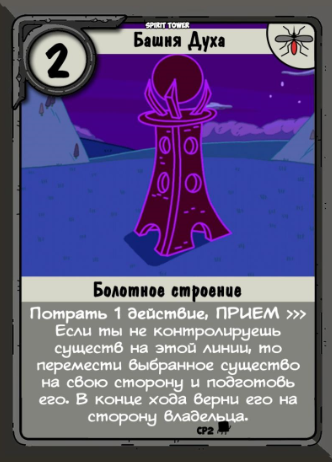 SPIRIT TOWER
Башня Духа
2
Болотное строение
Потрать 1 действие, ПРИЕМ >>>
Если ты не контролируешь
существ на этой линии, то
перемести выбранное существо
на свою сторону и подготовь
его. В конце хода верни его на
сторону владельца.
CP2